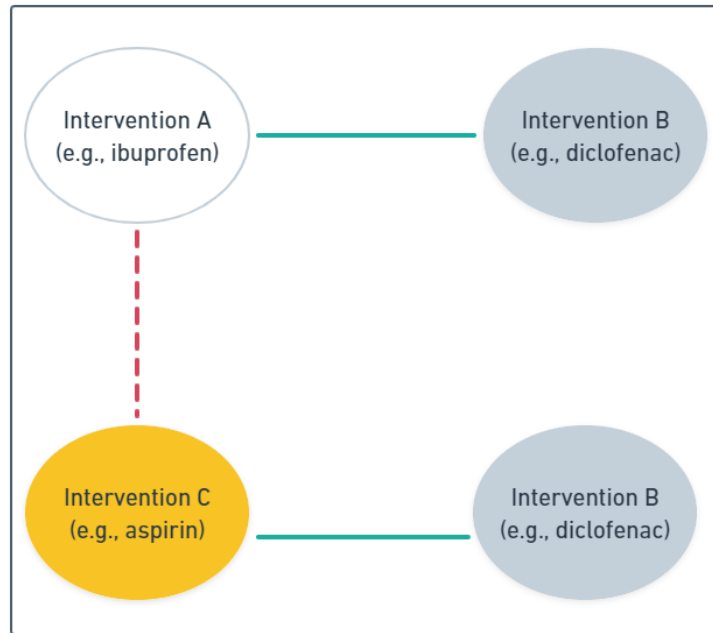 Intervention A
(e.g., ibuprofen)
Intervention B
(e.g., diclofenac)
Intervention C
(e.g., aspirin)
Intervention B
(e.g., diclofenac)